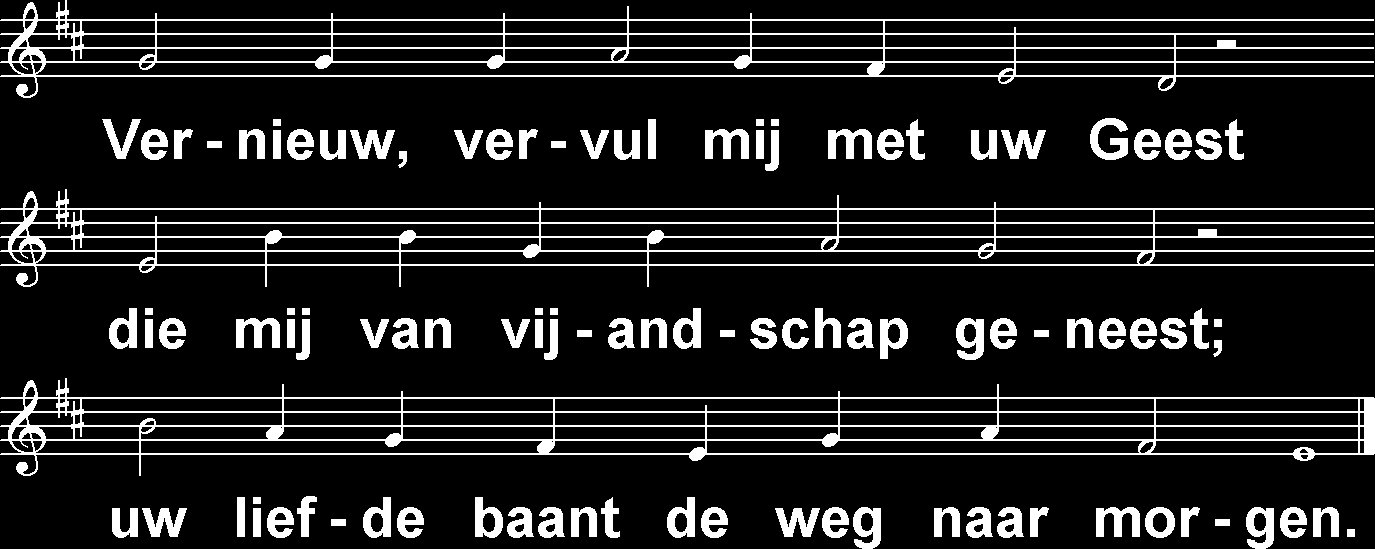 Ver - nieuw, ver - vul mij met uw Geest
die mij van vij - and - schap ge - neest;
uw lief - de baant de weg naar mor - gen.